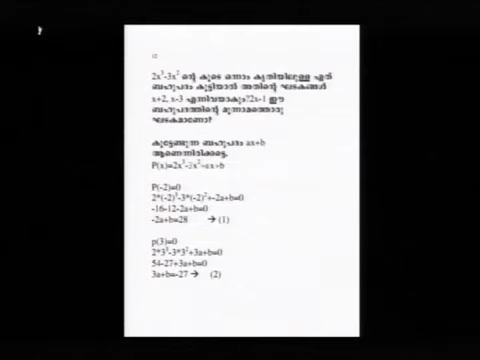 12
2x³-3x² ന്റെ കൂടെ ഒന്നാം കൃതിയിലുള്ള ഏത്
ബഹുപദം കൂട്ടിയാൽ അതിന്റെ ഘടകങ്ങൾ
x+2, x-3 എന്നിവയാകും?2x-1 ഈ
ബഹുപദത്തിന്റെ മൂന്നാമത്തൊരു
ഘടകമാണോ?
കൂട്ടേണ്ടുന്ന ബഹുപദം ax+b
ആണെന്നിരിക്കട്ടെ.
P(x)=2x³-3x²+ax+b
P(-2)=0
2*(-2)³-3*(-2)²+-2a+b=0
-16-12-2a+b=0
-2a+b=28 → (1)
p(3)=0
2*3³-3*3²+3a+b=0
54-27+3a+b=0
3a+b=-27 → (2)